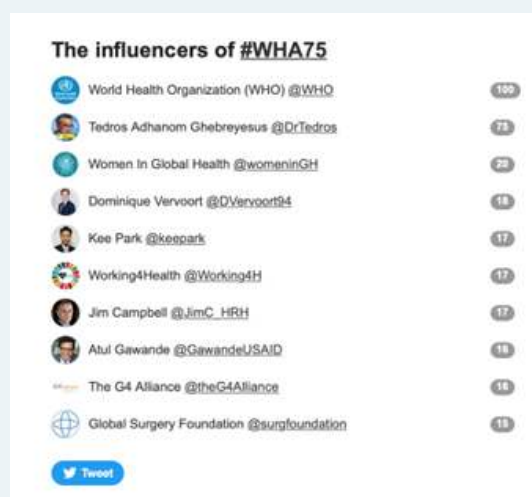 The influencers of #WHA75
World Health Organization (WHO) @WHO 100
Tedros Adhanom Ghebreyesus @DrTedros
Women In Global Health @womeninGH
Dominique Vervoort @DVervoort94 18
Kee Park @keepark 17
Working4Health @Working4H 17
Jim Campbell @JimC_HRH 17
Atul Gawande @GawandeUSAID 16
The G4 Alliance @theG4Alliance 16
Global Surgery Foundation @surgfoundation 15
Tweet